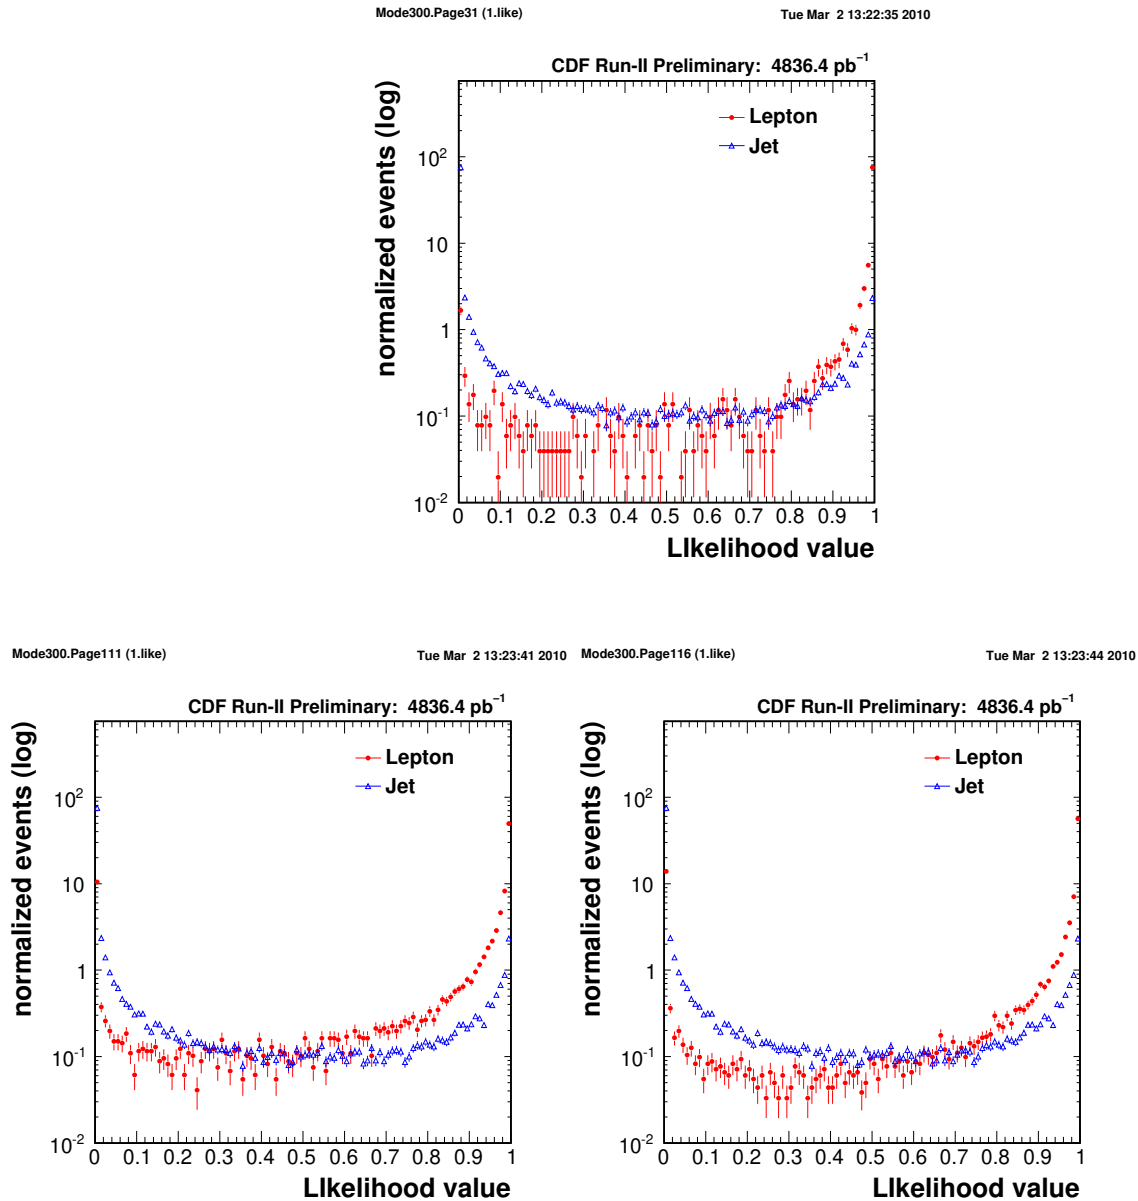 Mode300.Page31 (1.like) Tue Mar 2 13:22:35 2010
CDF Run-II Preliminary: 4836.4 pb⁻¹
normalized events (log)
Lepton
Jet
10²
10
1
10⁻¹
10⁻²
0 0.1 0.2 0.3 0.4 0.5 0.6 0.7 0.8 0.9 1
LIkelihood value
Mode300.Page111 (1.like) Tue Mar 2 13:23:41 2010
CDF Run-II Preliminary: 4836.4 pb⁻¹
normalized events (log)
Lepton
Jet
10²
10
1
10⁻¹
10⁻²
0 0.1 0.2 0.3 0.4 0.5 0.6 0.7 0.8 0.9 1
LIkelihood value
Mode300.Page116 (1.like) Tue Mar 2 13:23:44 2010
CDF Run-II Preliminary: 4836.4 pb⁻¹
normalized events (log)
Lepton
Jet
10²
10
1
10⁻¹
10⁻²
0 0.1 0.2 0.3 0.4 0.5 0.6 0.7 0.8 0.9 1
LIkelihood value